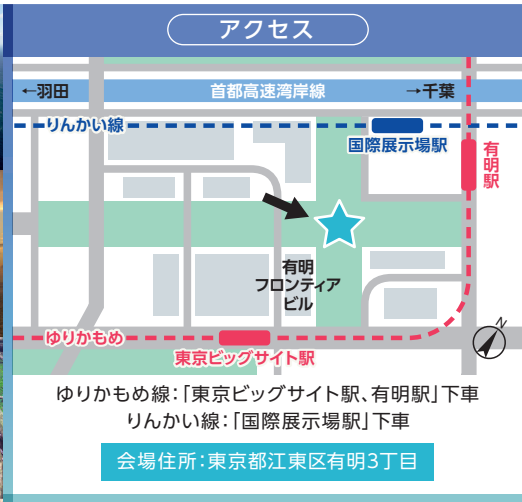 アクセス
←羽田
首都高速湾岸線
→千葉
りんかい線
国際展示場駅
有明駅
有明
フロンティア
ビル
ゆりかもめ
東京ビッグサイト駅
N
ゆりかもめ線:「東京ビッグサイト駅、有明駅」下車
りんかい線:「国際展示場駅」下車
会場住所:東京都江東区有明3丁目